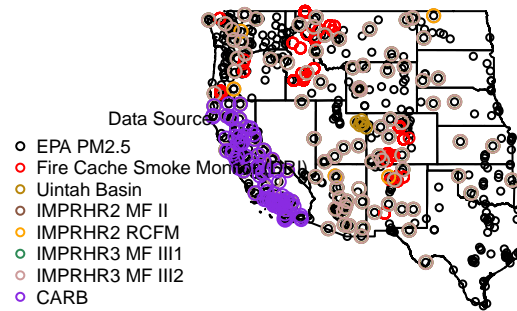 Data Source
EPA PM2.5
Fire Cache Smoke Monitor (DRI)
Uintah Basin
IMPRHR2 MF II
IMPRHR2 RCFM
IMPRHR3 MF III1
IMPRHR3 MF III2
CARB